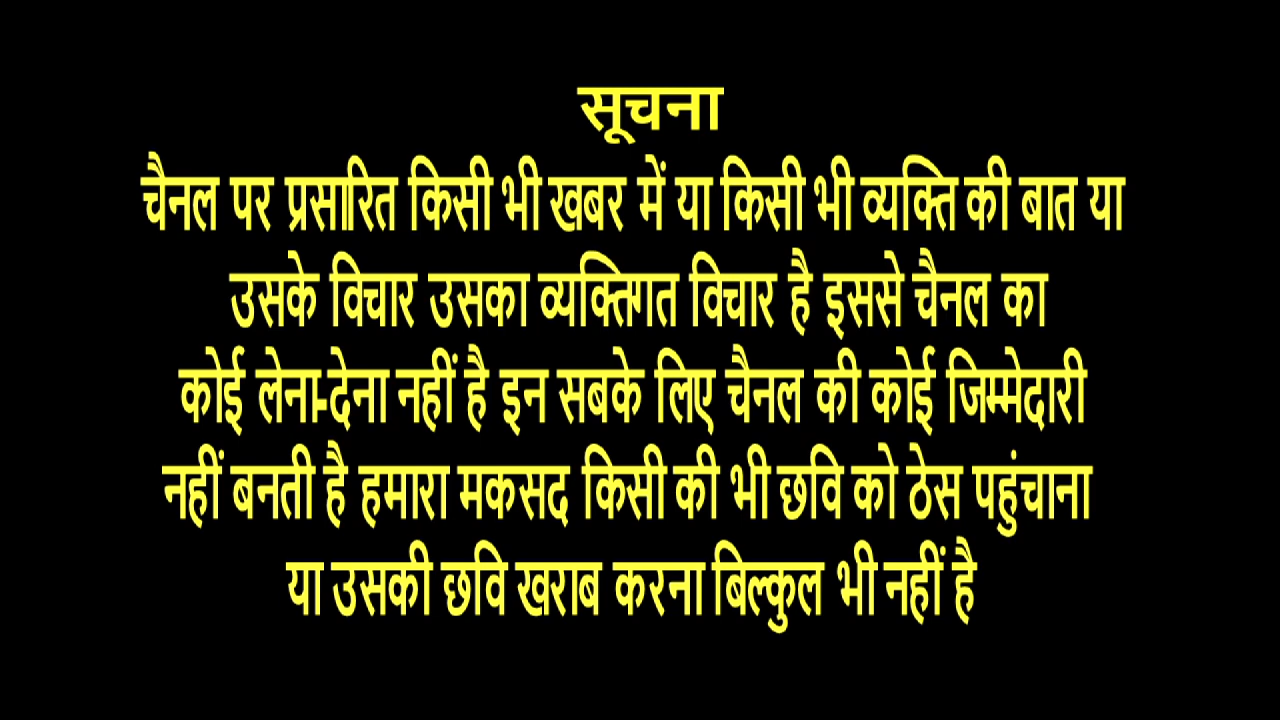 सूचना
चैनल पर प्रसारित किसी भी खबर में या किसी भी व्यक्ति की बात या
उसके विचार उसका व्यक्तिगत विचार है इससे चैनल का
कोई लेना-देना नहीं है इन सबके लिए चैनल की कोई जिम्मेदारी
नहीं बनती है हमारा मकसद किसी की भी छवि को ठेस पहुंचाना
या उसकी छवि खराब करना बिल्कुल भी नहीं है